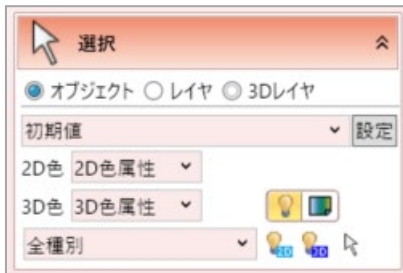 選択
オブジェクト レイヤ 3Dレイヤ
初期値 設定
2D色 2D色属性
3D色 3D色属性
全種別 2D 3D